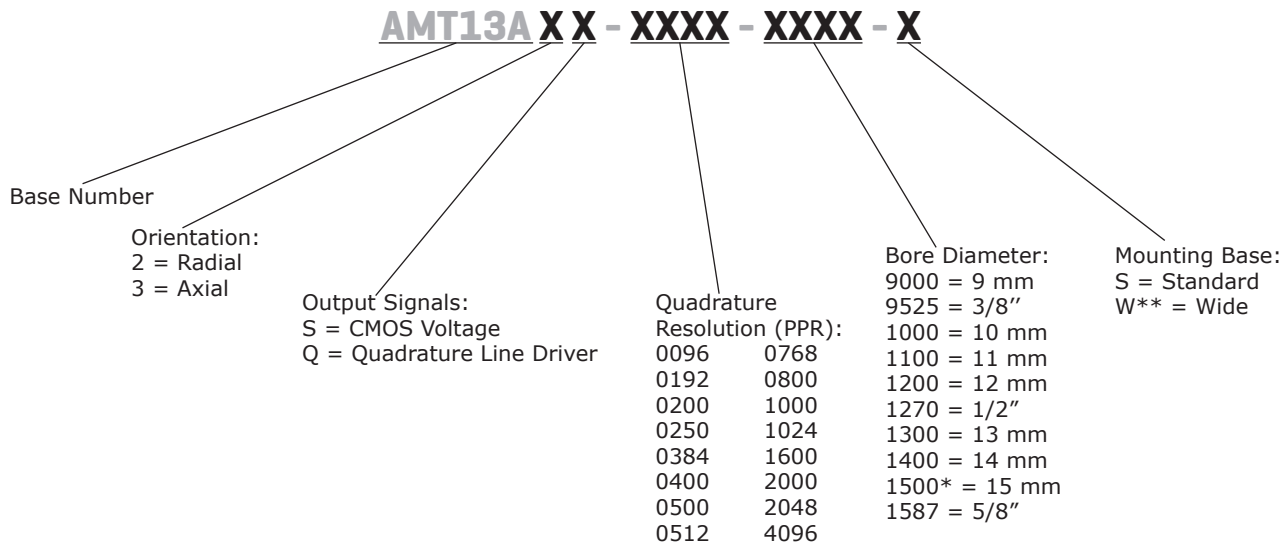 AMT13A X X - XXXX - XXXX - X
Base Number
Orientation:
2 = Radial
3 = Axial
Output Signals:
S = CMOS Voltage
Q = Quadrature Line Driver
Quadrature
Resolution (PPR):
0096 0768
0192 0800
0200 1000
0250 1024
0384 1600
0400 2000
0500 2048
0512 4096
Bore Diameter:
9000 = 9 mm
9525 = 3/8’’
1000 = 10 mm
1100 = 11 mm
1200 = 12 mm
1270 = 1/2”
1300 = 13 mm
1400 = 14 mm
1500* = 15 mm
1587 = 5/8”
Mounting Base:
S = Standard
W** = Wide